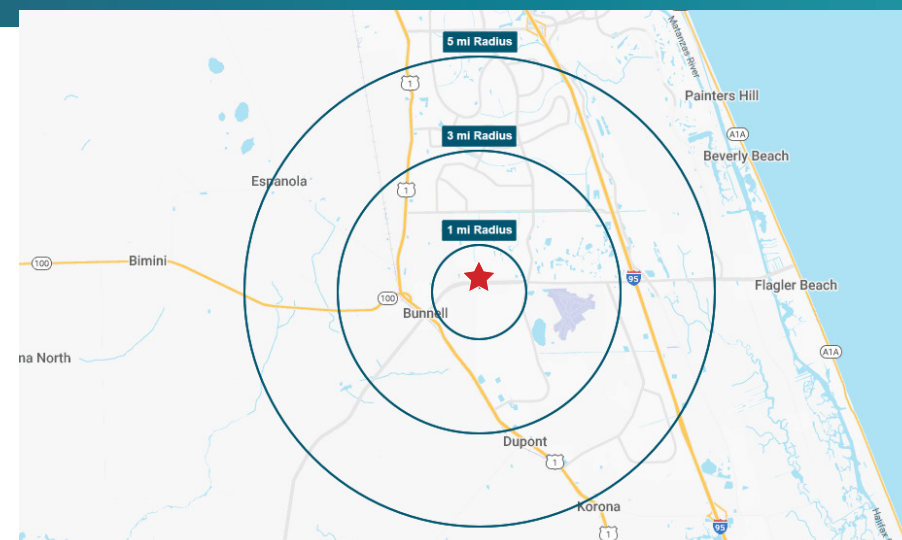 5 mi Radius
Matanzas River
1
Painters Hill
3 mi Radius
A1A
Beverly Beach
Espanola
1
1 mi Radius
100
Bimini
95
Flagler Beach
100
Bunnell
na North
A1A
Dupont
1
Korona
Halifax
95
1